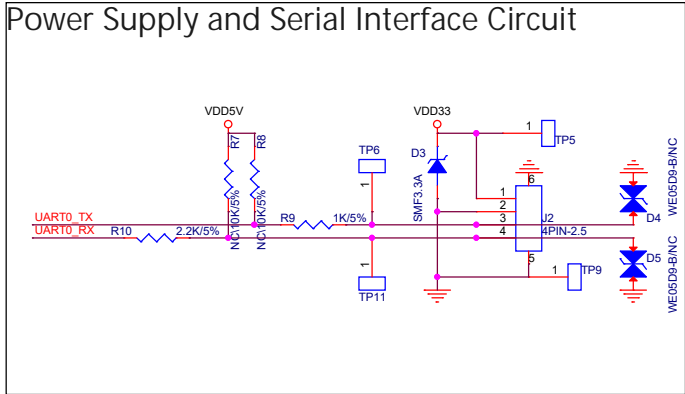 Power Supply and Serial Interface Circuit
VDD5V
VDD33
R7
R8
NC\10K/5%
NC\10K/5%
TP6
1
D3
SMF3.3A
1
TP5
6
1
2
3
4
J2
4PIN-2.5
5
WE05D9-B/NC
D4
UART0_TX
UART0_RX
R10
2.2K/5%
R9
1K/5%
1
TP11
1
TP9
D5
WE05D9-B/NC